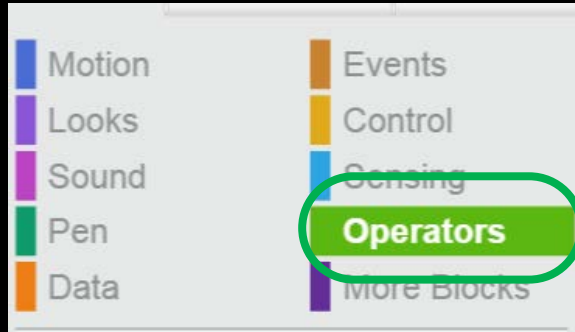 Motion
Looks
Sound
Pen
Data
Events
Control
Sensing
Operators
More Blocks